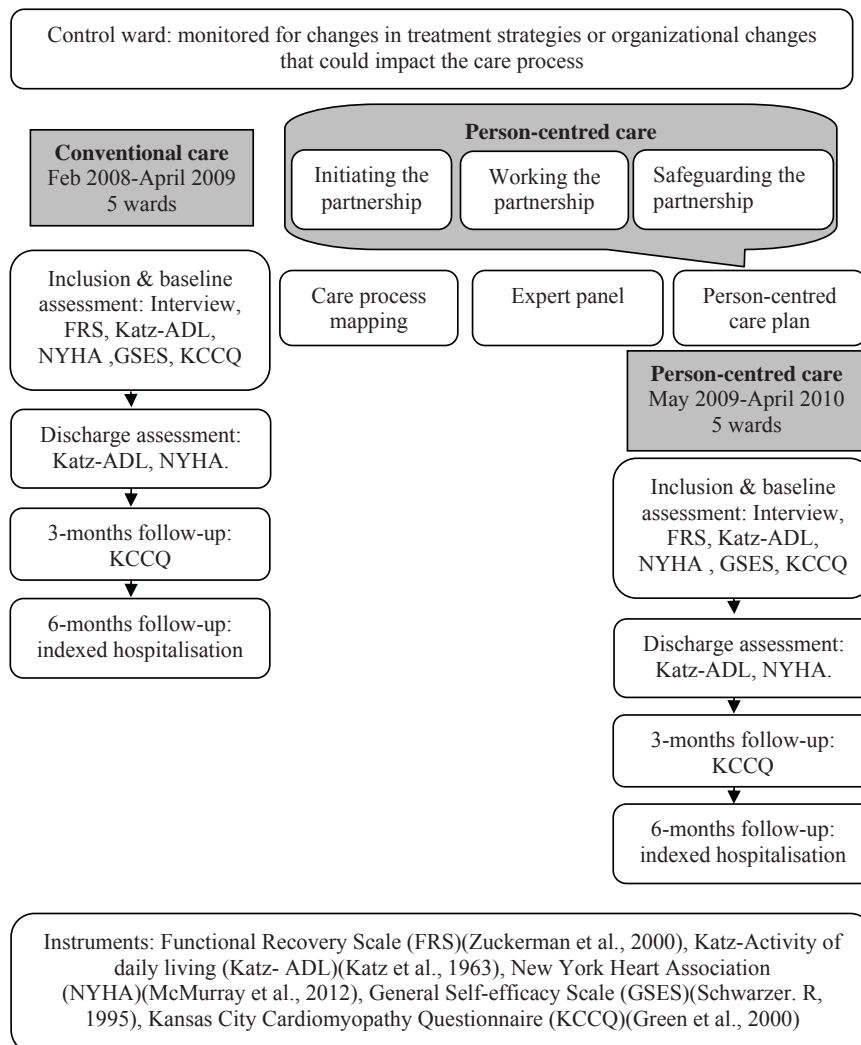 Control ward: monitored for changes in treatment strategies or organizational changes
that could impact the care process
Conventional care
Feb 2008-April 2009
5 wards
Inclusion & baseline
assessment: Interview,
FRS, Katz-ADL,
NYHA ,GSES, KCCQ
Discharge assessment:
Katz-ADL, NYHA.
3-months follow-up:
KCCQ
6-months follow-up:
indexed hospitalisation
Person-centred care
Initiating the
partnership
Working the
partnership
Safeguarding the
partnership
Care process
mapping
Expert panel
Person-centred
care plan
Person-centred care
May 2009-April 2010
5 wards
Inclusion & baseline
assessment: Interview,
FRS, Katz-ADL,
NYHA , GSES, KCCQ
Discharge assessment:
Katz-ADL, NYHA.
3-months follow-up:
KCCQ
6-months follow-up:
indexed hospitalisation
Instruments: Functional Recovery Scale (FRS)(Zuckerman et al., 2000), Katz-Activity of
daily living (Katz- ADL)(Katz et al., 1963), New York Heart Association
(NYHA)(McMurray et al., 2012), General Self-efficacy Scale (GSES)(Schwarzer. R,
1995), Kansas City Cardiomyopathy Questionnaire (KCCQ)(Green et al., 2000)